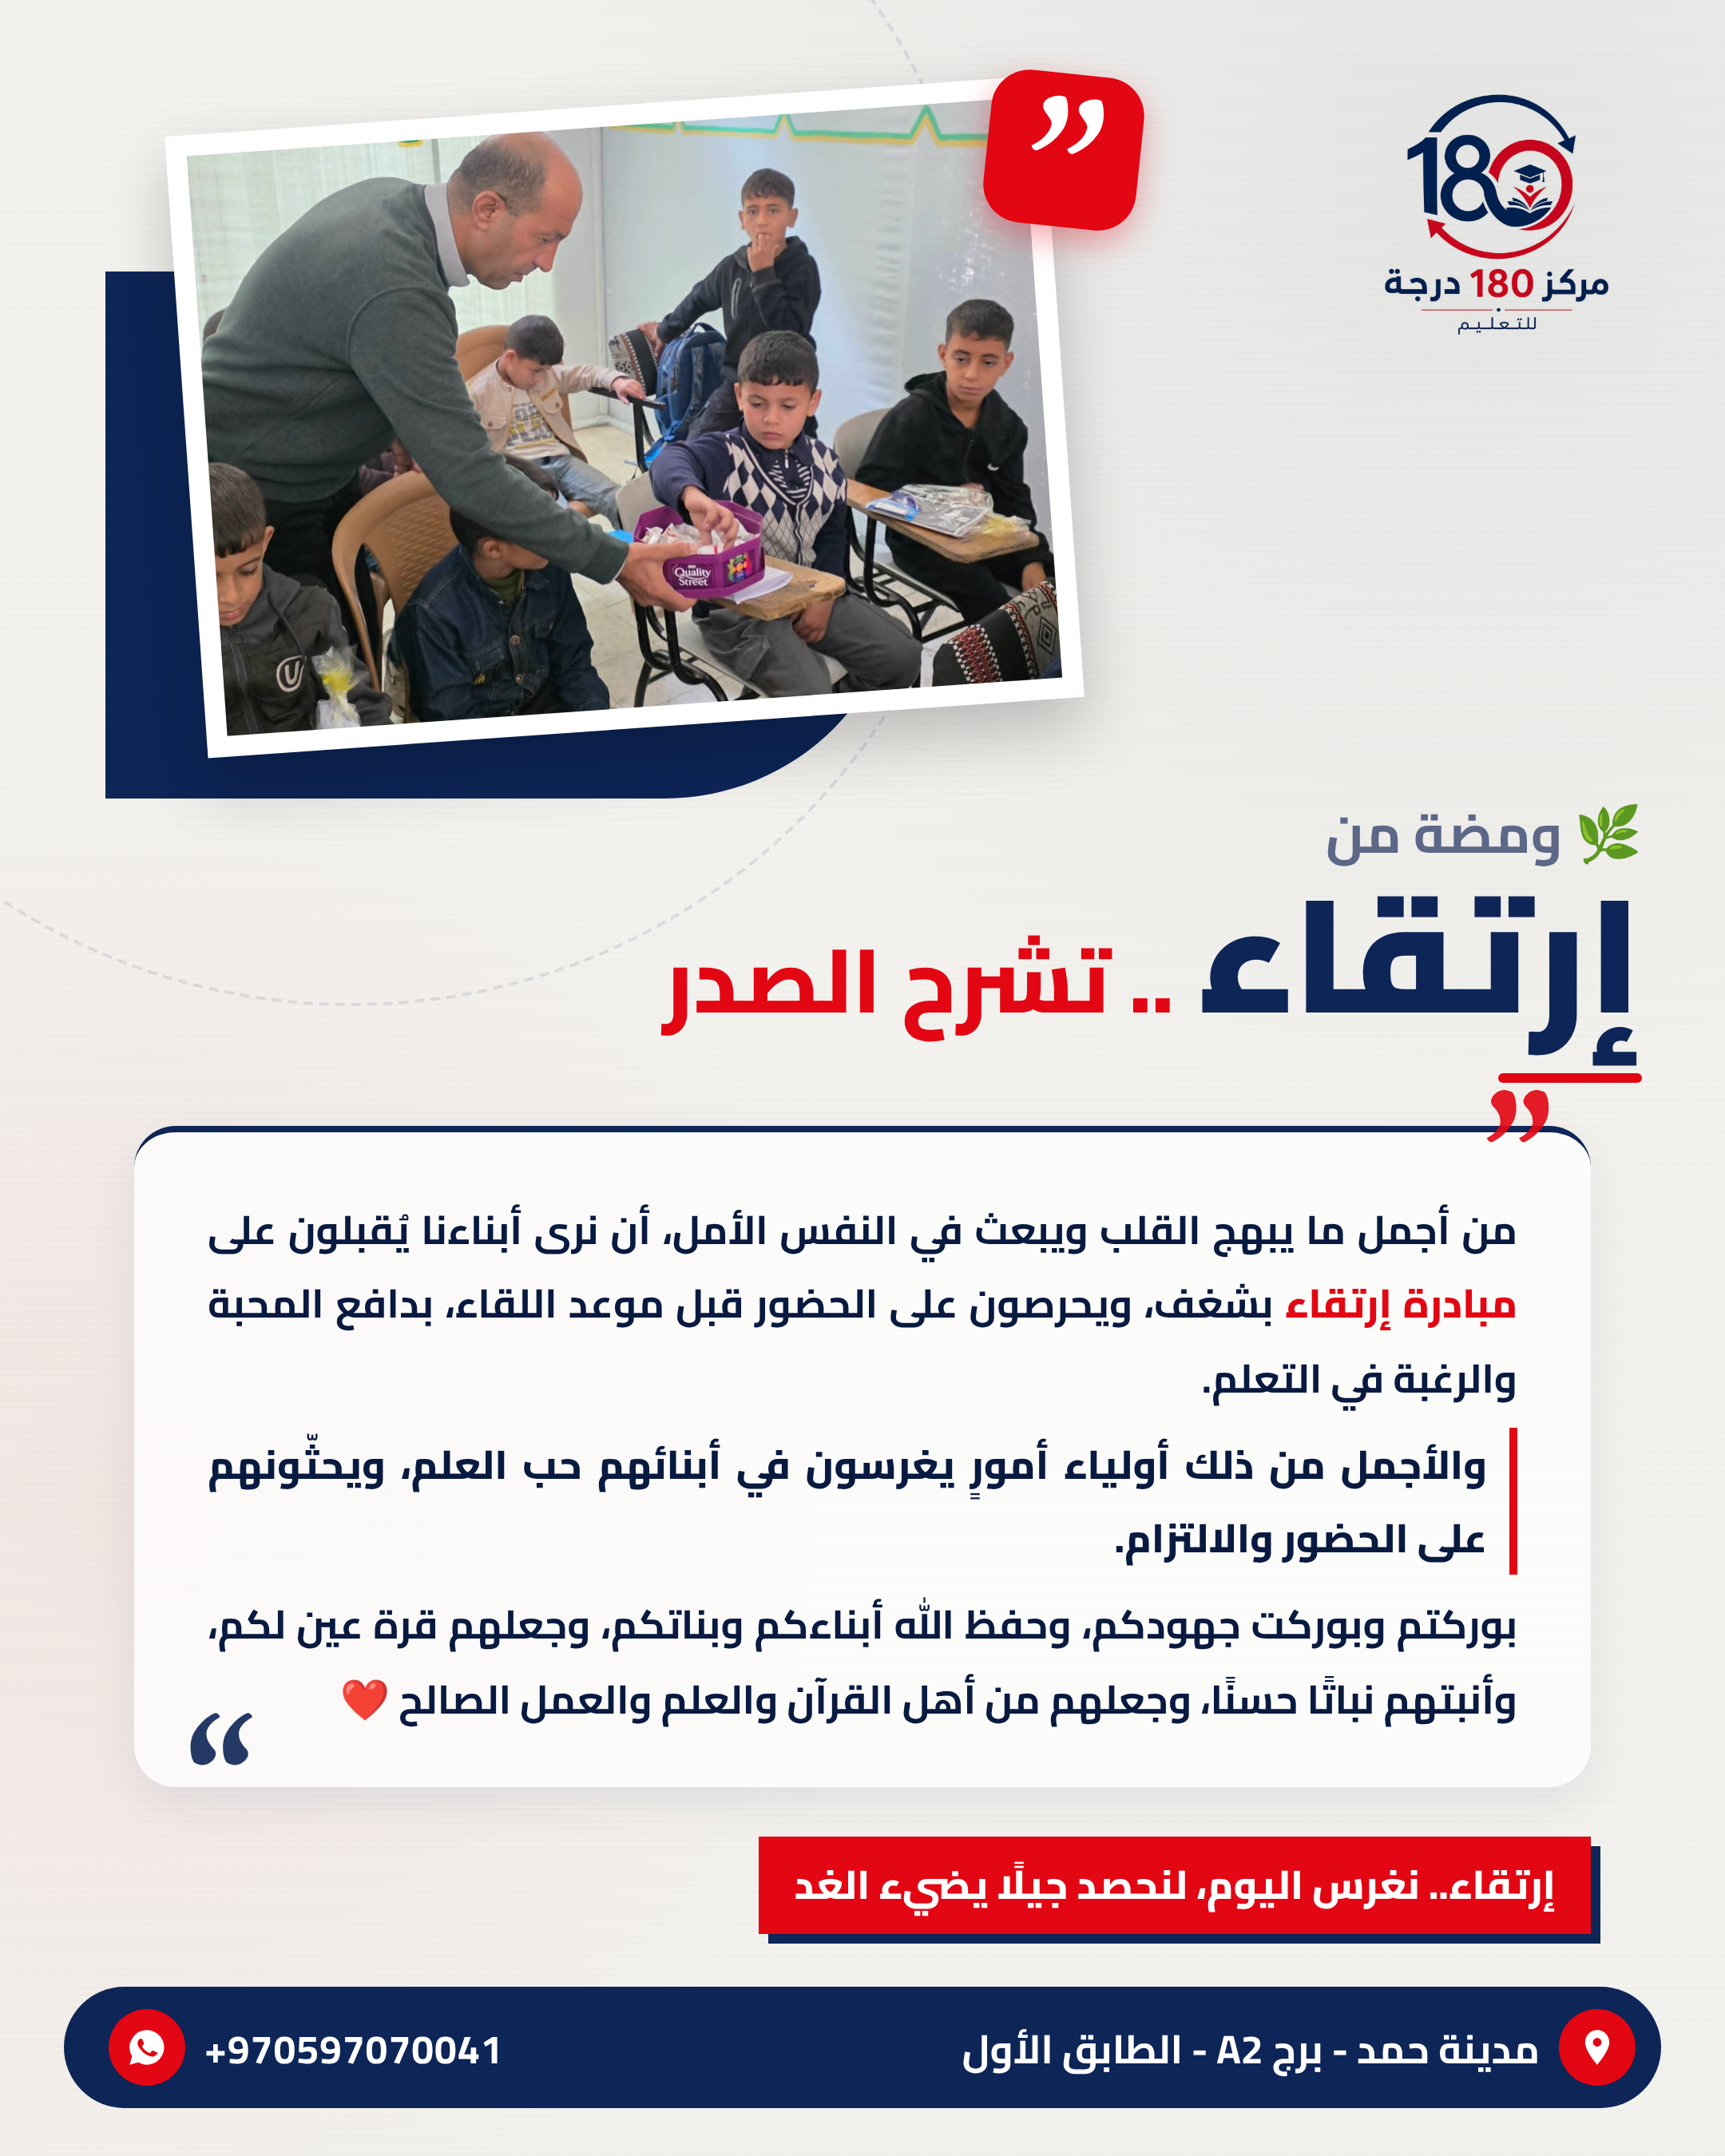 180
مركز 180 درجة
للتعليم
Quality
Street
🌿 ومضة من
إرتقاء .. تشرح الصدر
من أجمل ما يبهج القلب ويبعث في النفس الأمل، أن نرى أبناءنا يُقبلون على
مبادرة إرتقاء بشغف، ويحرصون على الحضور قبل موعد اللقاء، بدافع المحبة
والرغبة في التعلم.
والأجمل من ذلك أولياء أمورٍ يغرسون في أبنائهم حب العلم، ويحثّونهم
على الحضور والالتزام.
بوركتم وبوركت جهودكم، وحفظ الله أبناءكم وبناتكم، وجعلهم قرة عين لكم،
وأنبتهم نباتًا حسنًا، وجعلهم من أهل القرآن والعلم والعمل الصالح ❤️
إرتقاء.. نغرس اليوم، لنحصد جيلًا يضيء الغد
مدينة حمد - برج A2 - الطابق الأول
+970597070041